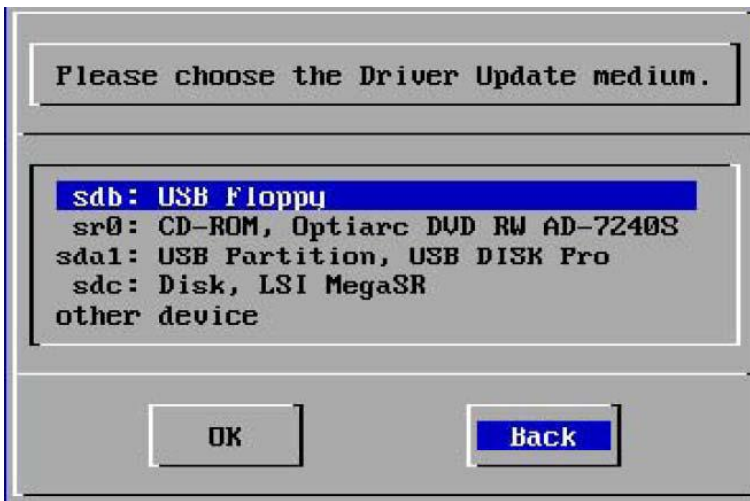 Please choose the Driver Update medium.
sdb: USB Floppy
sr0: CD-ROM, Optiarc DVD RW AD-7240S
sda1: USB Partition, USB DISK Pro
sdc: Disk, LSI MegaSR
other device
OK
Back